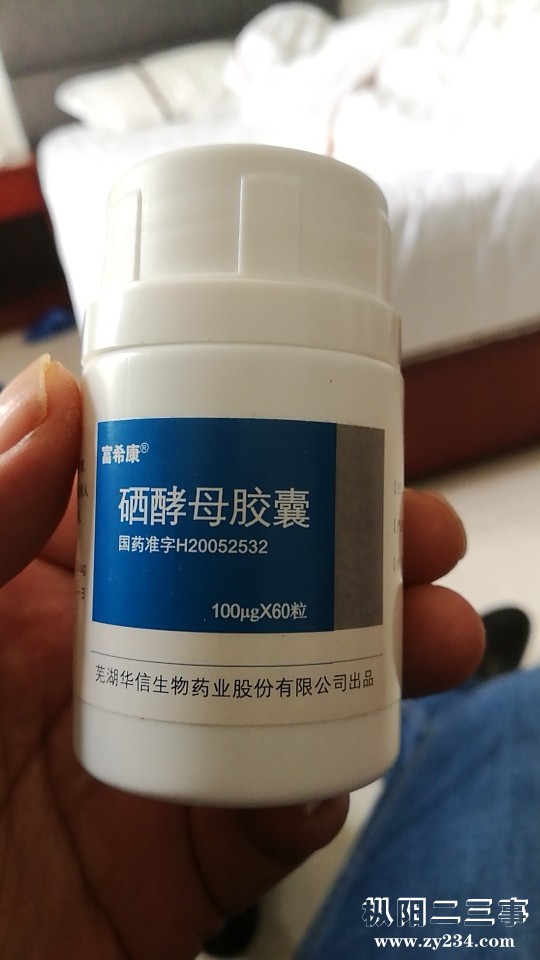 富希康®
硒酵母胶囊
国药准字H20052532
100μgX60粒
芜湖华信生物药业股份有限公司出品
枞阳二三事
www.zy234.com